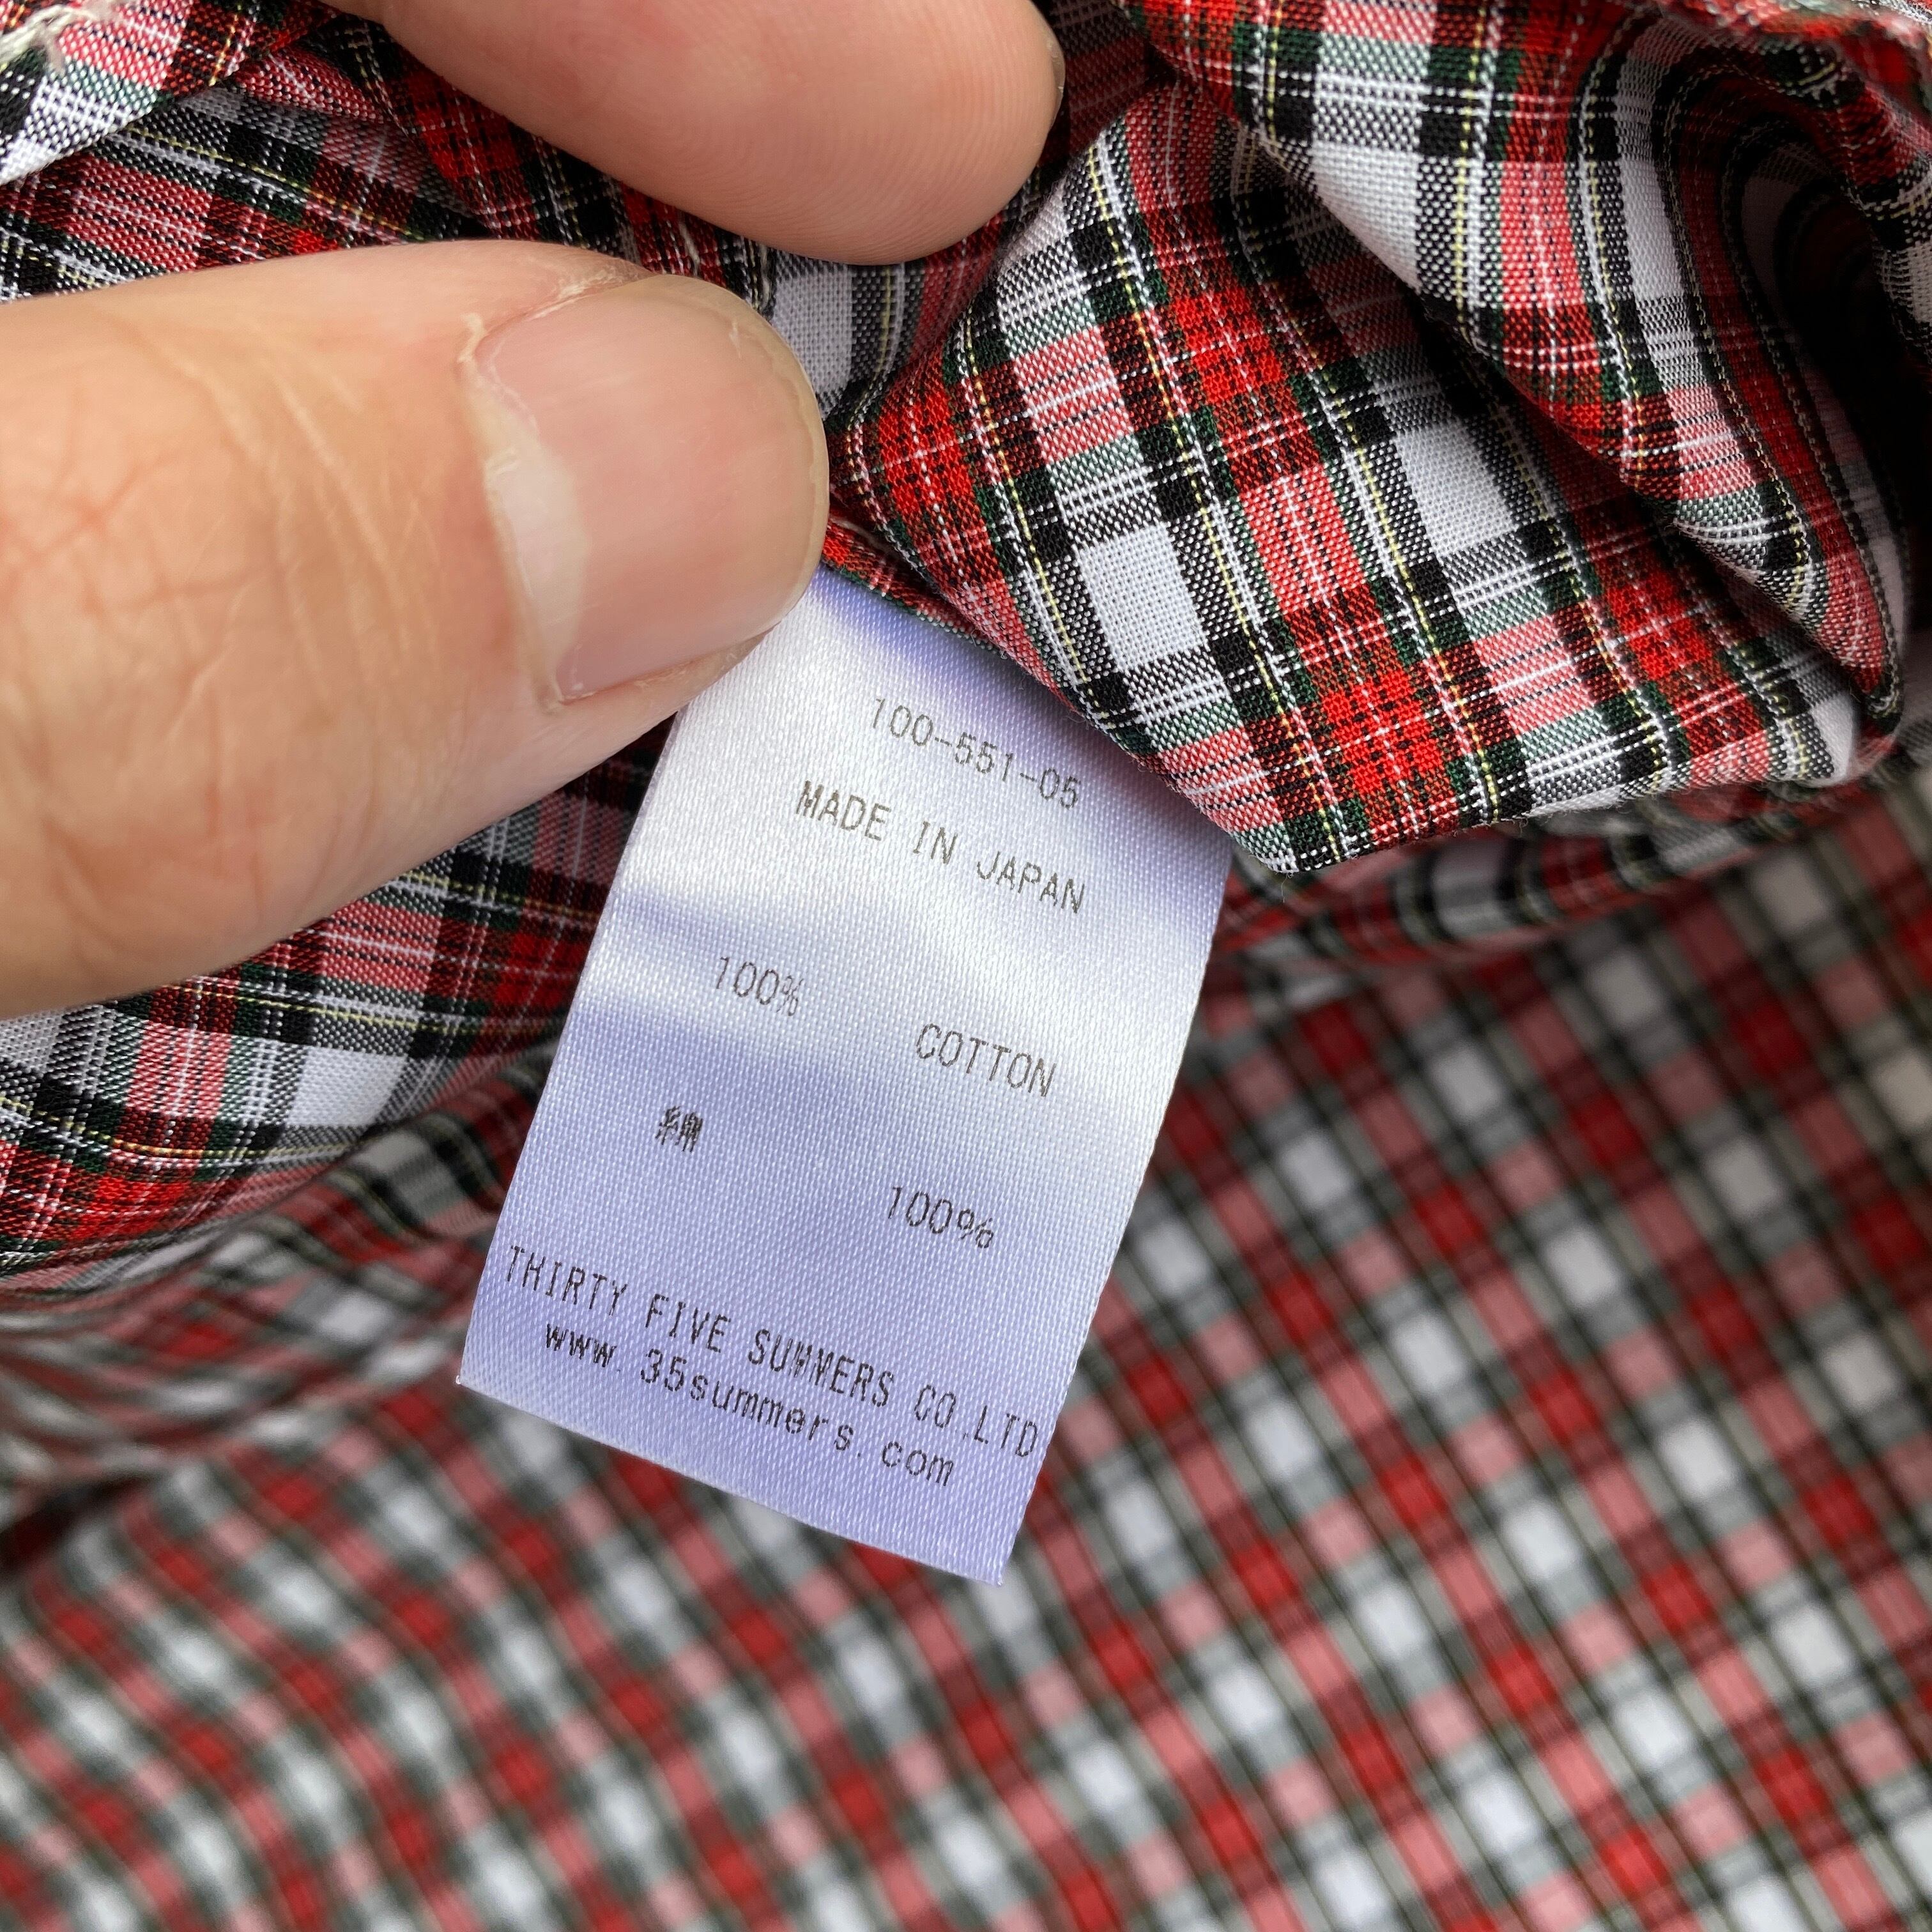 100-551-05
MADE IN JAPAN
100%
COTTON
綿
100%
THIRTY FIVE SUMMERS CO.LTD
www.35summers.com